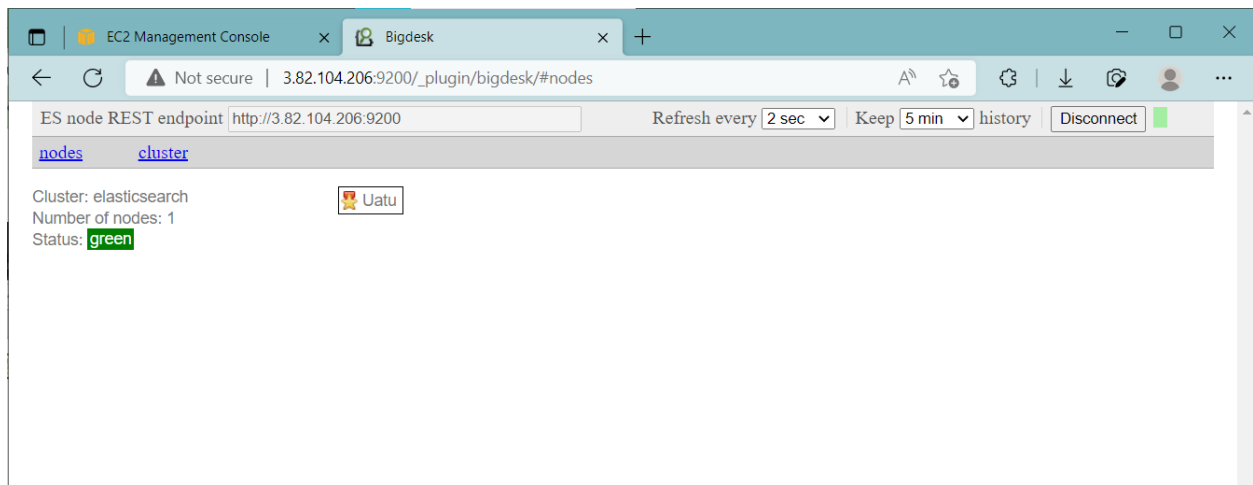 EC2 Management Console
Bigdesk
Not secure | 3.82.104.206:9200/_plugin/bigdesk/#nodes
ES node REST endpoint http://3.82.104.206:9200 Refresh every 2 sec Keep 5 min history Disconnect
nodes cluster
Cluster: elasticsearch Uatu
Number of nodes: 1
Status: green